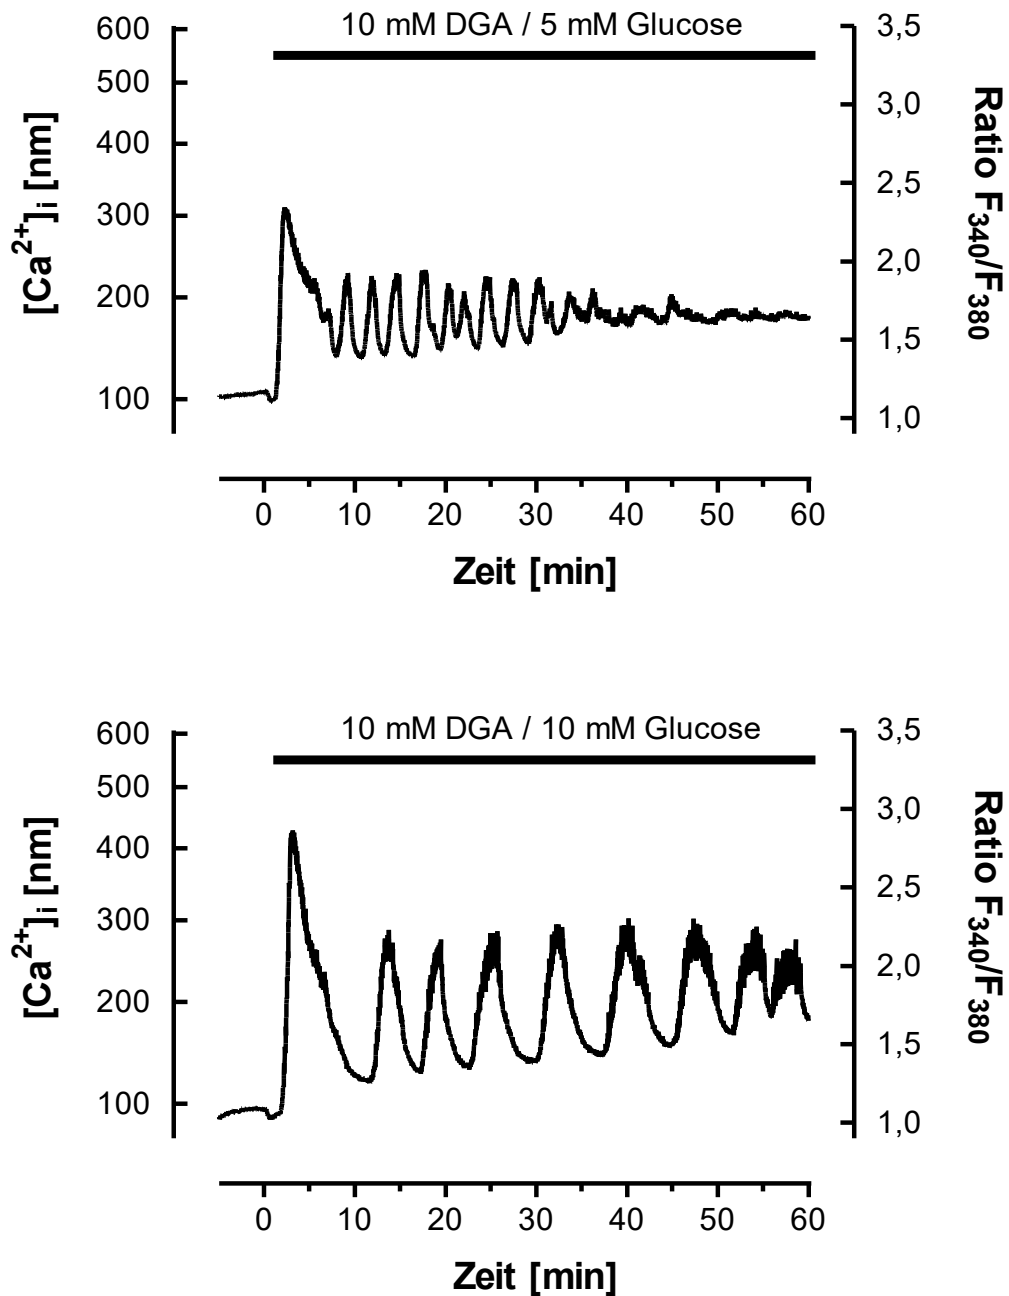 10 mM DGA / 5 mM Glucose
600
500
400
300
200
100
[Ca2+]i [nm]
3,5
3,0
2,5
2,0
1,5
1,0
Ratio F340/F380
0 10 20 30 40 50 60
Zeit [min]
10 mM DGA / 10 mM Glucose
600
500
400
300
200
100
[Ca2+]i [nm]
3,5
3,0
2,5
2,0
1,5
1,0
Ratio F340/F380
0 10 20 30 40 50 60
Zeit [min]